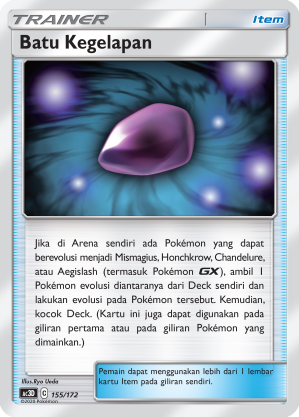 TRAINER Item
Batu Kegelapan
Jika di Arena sendiri ada Pokémon yang dapat
berevolusi menjadi Mismagius, Honchkrow, Chandelure,
atau Aegislash (termasuk Pokémon GX), ambil 1
Pokémon evolusi diantaranya dari Deck sendiri dan
lakukan evolusi pada Pokémon tersebut. Kemudian,
kocok Deck. (Kartu ini juga dapat digunakan pada
giliran pertama atau pada giliran Pokémon yang
dimainkan.)
Pemain dapat menggunakan lebih dari 1 lembar
kartu Item pada giliran sendiri.
Illus.Ryo Ueda
C 155/172
©2020 Pokémon.